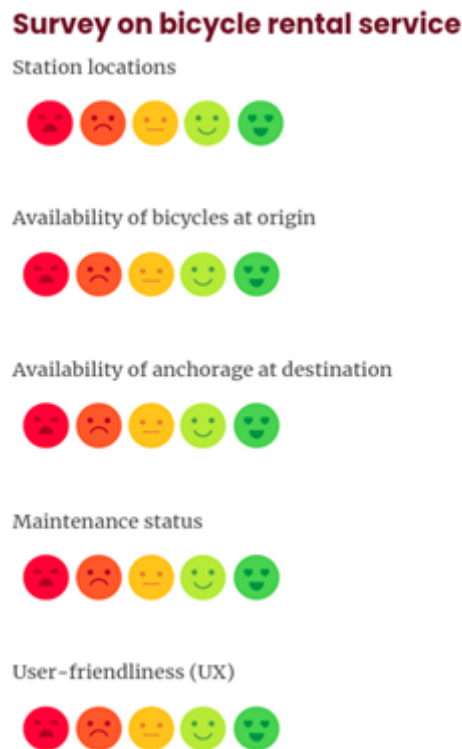 Survey on bicycle rental service
Station locations
Availability of bicycles at origin
Availability of anchorage at destination
Maintenance status
User-friendliness (UX)